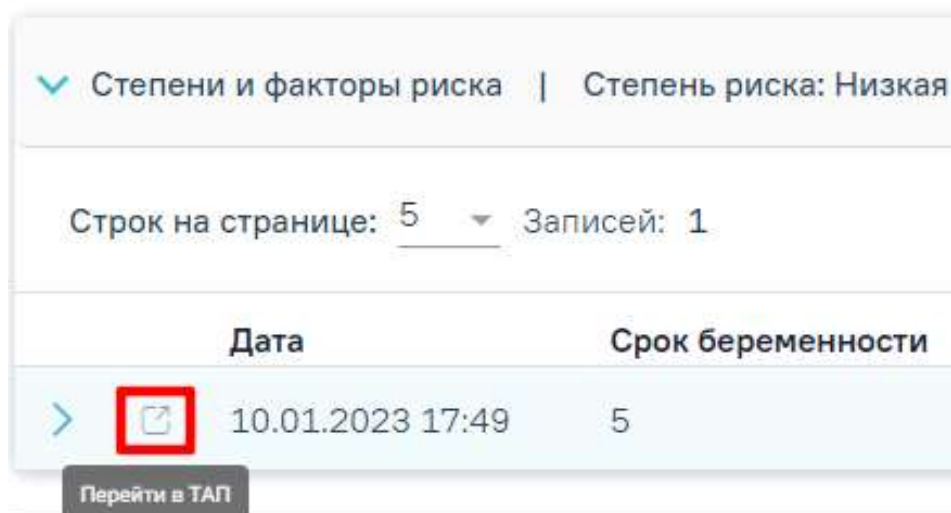 Степени и факторы риска | Степень риска: Низкая
Строк на странице: 5 Записей: 1
Дата Срок беременности
10.01.2023 17:49 5
Перейти в ТАП